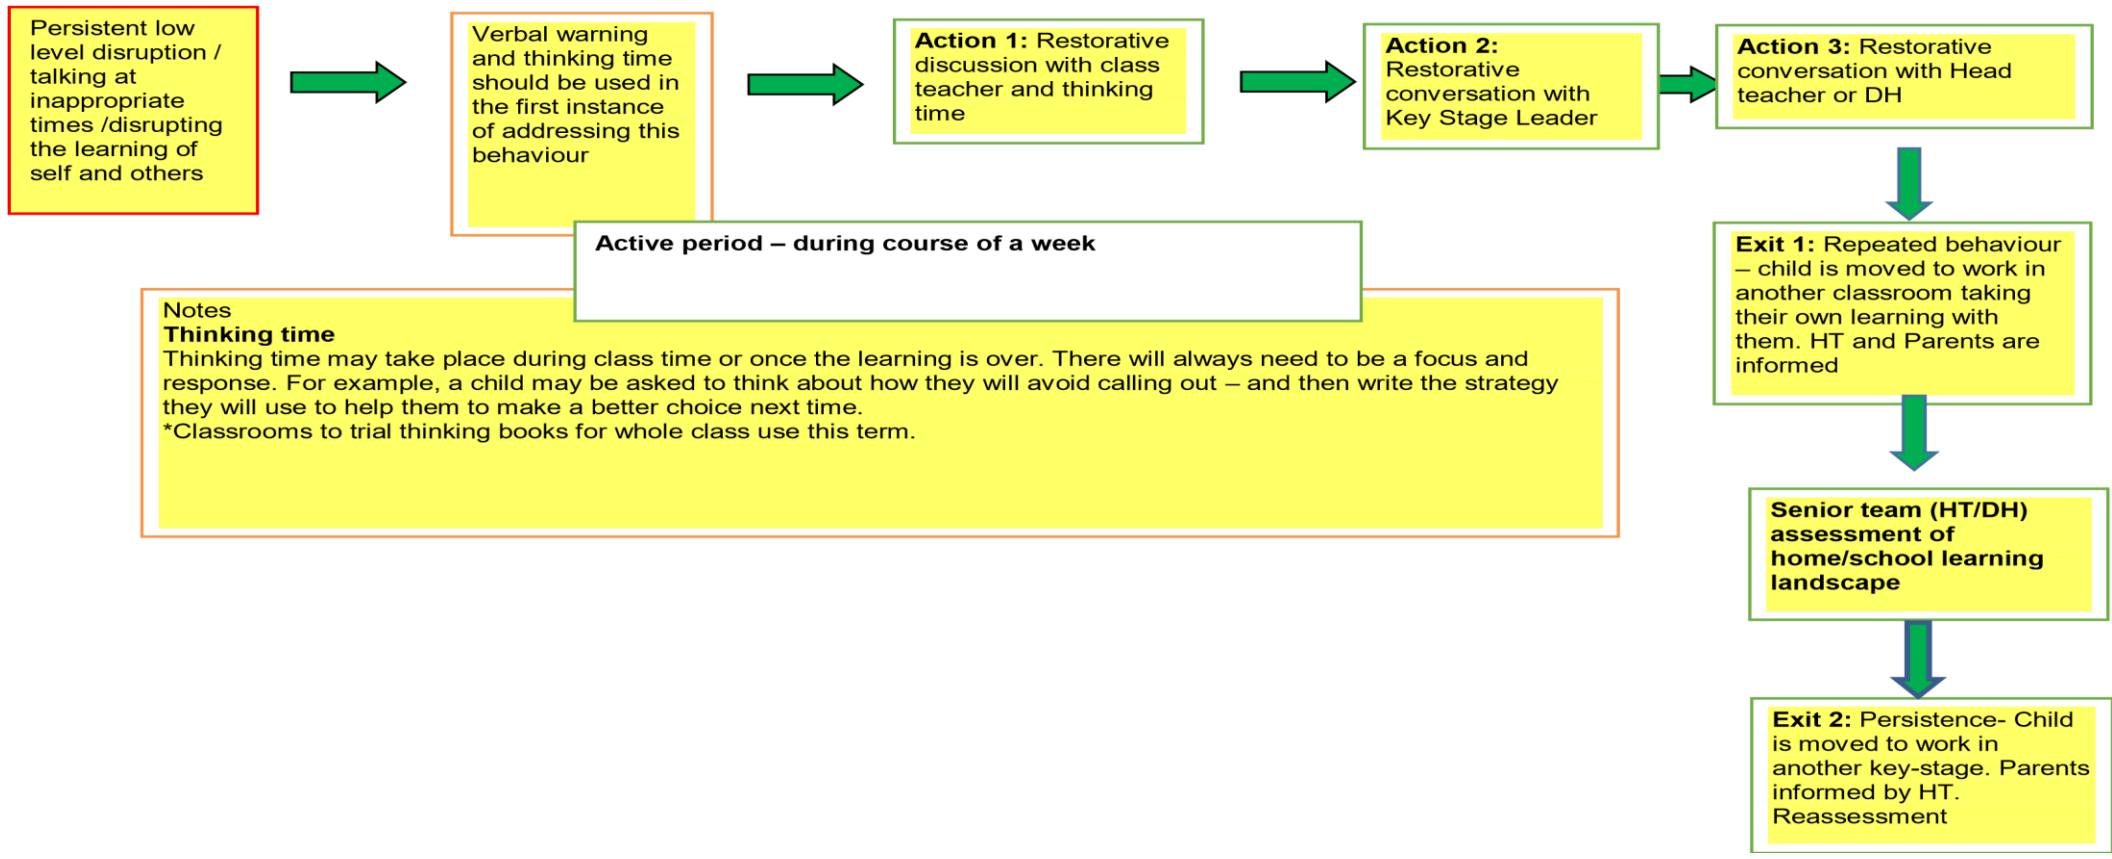 Persistent low
level disruption /
talking at
inappropriate
times /disrupting
the learning of
self and others
Verbal warning
and thinking time
should be used in
the first instance
of addressing this
behaviour
Action 1: Restorative
discussion with class
teacher and thinking
time
Action 2:
Restorative
conversation with
Key Stage Leader
Action 3: Restorative
conversation with Head
teacher or DH
Active period – during course of a week
Exit 1: Repeated behaviour
– child is moved to work in
another classroom taking
their own learning with
them. HT and Parents are
informed
Notes
Thinking time
Thinking time may take place during class time or once the learning is over. There will always need to be a focus and
response. For example, a child may be asked to think about how they will avoid calling out – and then write the strategy
they will use to help them to make a better choice next time.
*Classrooms to trial thinking books for whole class use this term.
Senior team (HT/DH)
assessment of
home/school learning
landscape
Exit 2: Persistence- Child
is moved to work in
another key-stage. Parents
informed by HT.
Reassessment